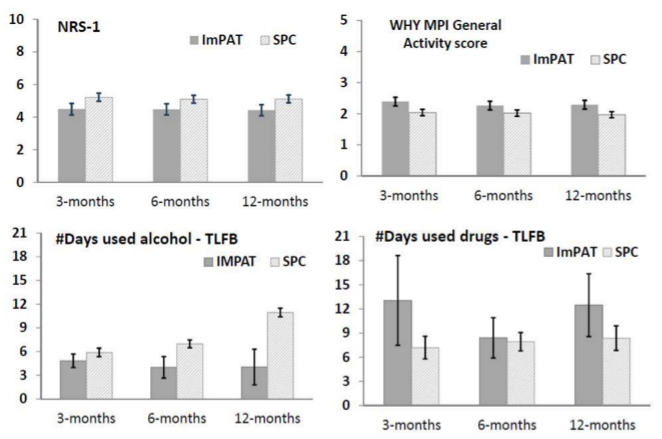 NRS-1
ImPAT SPC
10
8
6
4
2
0
3-months 6-months 12-months
WHY MPI General
Activity score
ImPAT SPC
5
4
3
2
1
0
3-months 6-months 12-months
#Days used alcohol - TLFB
IMPAT SPC
21
18
15
12
9
6
3
0
3-months 6-months 12-months
#Days used drugs - TLFB
ImPAT SPC
21
18
15
12
9
6
3
0
3-months 6-months 12-months